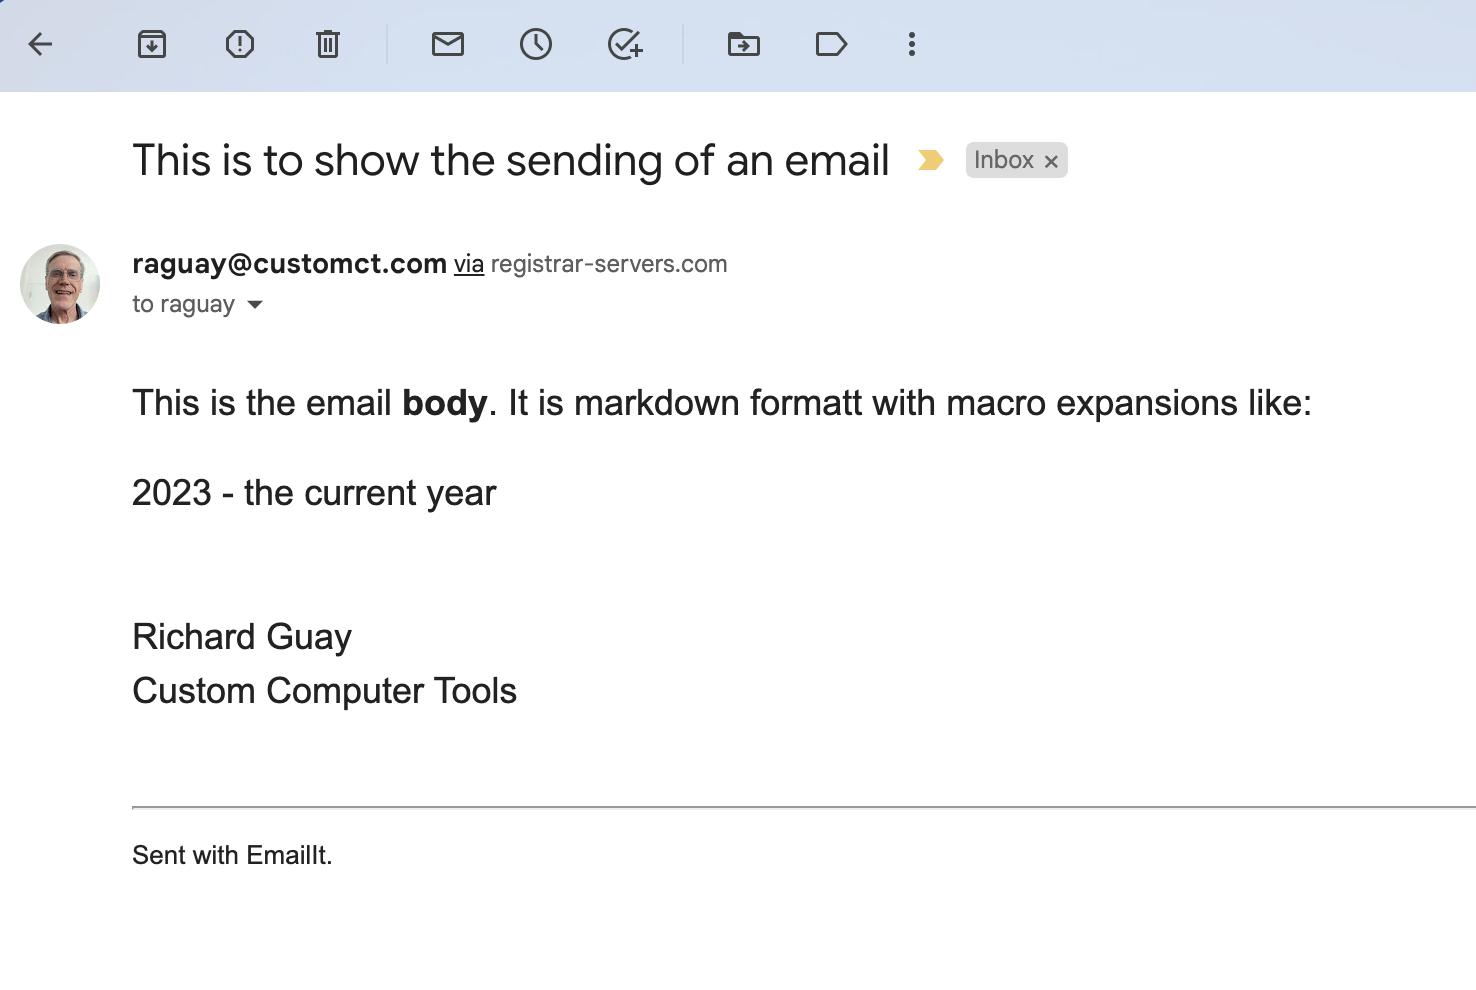 This is to show the sending of an email Inbox ×
raguay@customct.com via registrar-servers.com
to raguay
This is the email body. It is markdown formatt with macro expansions like:
2023 - the current year
Richard Guay
Custom Computer Tools
Sent with EmailIt.